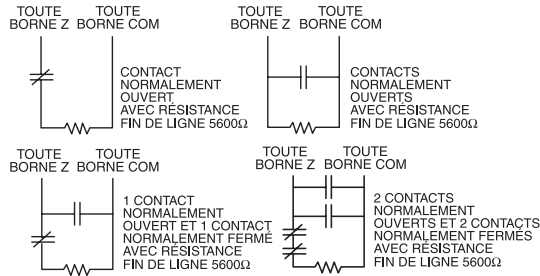 TOUTE TOUTE
BORNE Z BORNE COM
CONTACT
NORMALEMENT
OUVERT
AVEC RÉSISTANCE
FIN DE LIGNE 5600Ω
TOUTE TOUTE
BORNE Z BORNE COM
CONTACTS
NORMALEMENT
OUVERTS
AVEC RÉSISTANCE
FIN DE LIGNE 5600Ω
TOUTE TOUTE
BORNE Z BORNE COM
1 CONTACT
NORMALEMENT
OUVERT ET 1 CONTACT
NORMALEMENT FERMÉ
AVEC RÉSISTANCE
FIN DE LIGNE 5600Ω
TOUTE TOUTE
BORNE Z BORNE COM
2 CONTACTS
NORMALEMENT
OUVERTS ET 2 CONTACTS
NORMALEMENT FERMÉS
AVEC RÉSISTANCE
FIN DE LIGNE 5600Ω